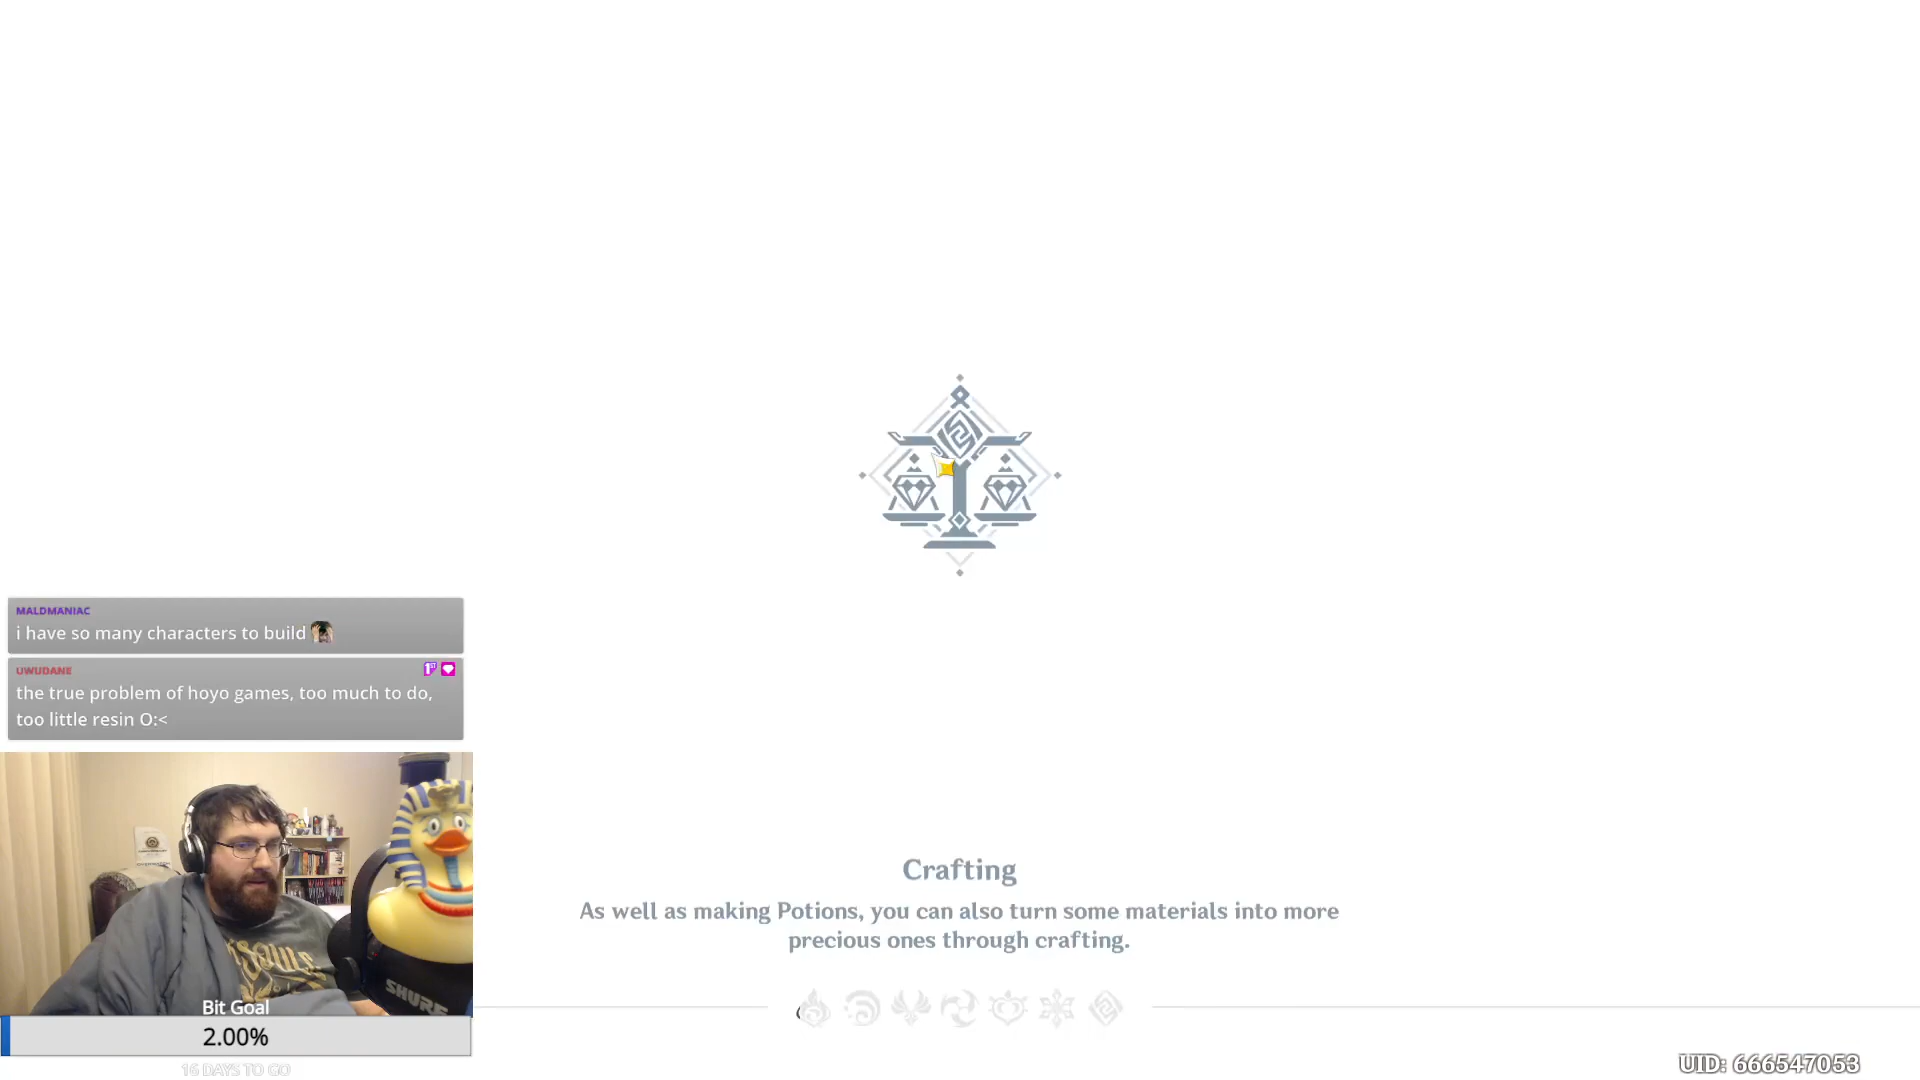 MALDMANIAC
i have so many characters to build
UWUDANE
the true problem of hoyo games, too much to do,
too little resin O:<
Crafting
As well as making Potions, you can also turn some materials into more
precious ones through crafting.
SHURE
Bit Goal
2.00%
16 DAYS TO GO
UID: 666547053